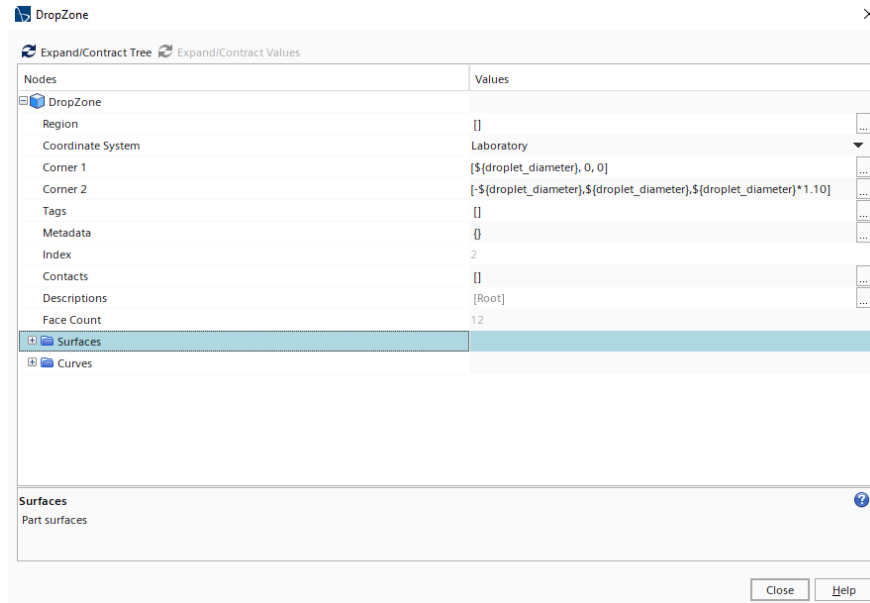 DropZone
Expand/Contract Tree Expand/Contract Values
Nodes Values
DropZone
Region []
Coordinate System Laboratory
Corner 1 [${droplet_diameter}, 0, 0]
Corner 2 [-${droplet_diameter},${droplet_diameter},${droplet_diameter}*1.10]
Tags []
Metadata {}
Index 2
Contacts []
Descriptions [Root]
Face Count 12
Surfaces
Curves
Surfaces
Part surfaces
Close Help